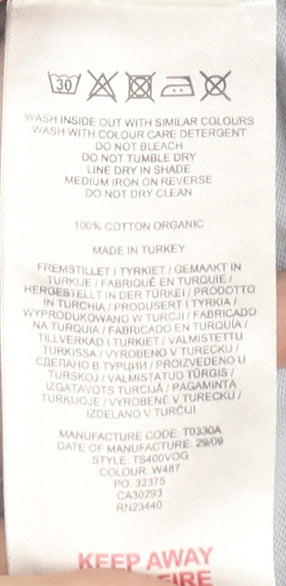 30
WASH INSIDE OUT WITH SIMILAR COLOURS
WASH WITH COLOUR CARE DETERGENT
DO NOT BLEACH
DO NOT TUMBLE DRY
LINE DRY IN SHADE
MEDIUM IRON ON REVERSE
DO NOT DRY CLEAN
100% COTTON ORGANIC
MADE IN TURKEY
FREMSTILLET I TYRKIET / GEMAAKT IN
TURKIJE / FABRIQUÉ EN TURQUIE /
HERGESTELLT IN DER TÜRKEI / PRODOTTO
IN TURCHIA / PRODUSERT I TYRKIA /
WYPRODUKOWANO W TURCJI / FABRICADO
NA TURQUIA / FABRICADO EN TURQUÍA /
TILLVERKAD I TURKIET / VALMISTETTU
TURKISSA / VYROBENO V TURECKU /
СДЕЛАНО В ТУРЦИИ / PROIZVEDENO U
TURSKOJ / VALMISTATUD TÜRGIS /
IZGATAVOTS TURCIJĀ / PAGAMINTA
TURKIJOJE / VYROBENÉ V TURECKU /
IZDELANO V TURČIJI
MANUFACTURE CODE: T0330A
DATE OF MANUFACTURE: 29/09
STYLE: TS400VOG
COLOUR: W487
PO: 32375
CA30293
RN23440
KEEP AWAY
FIRE